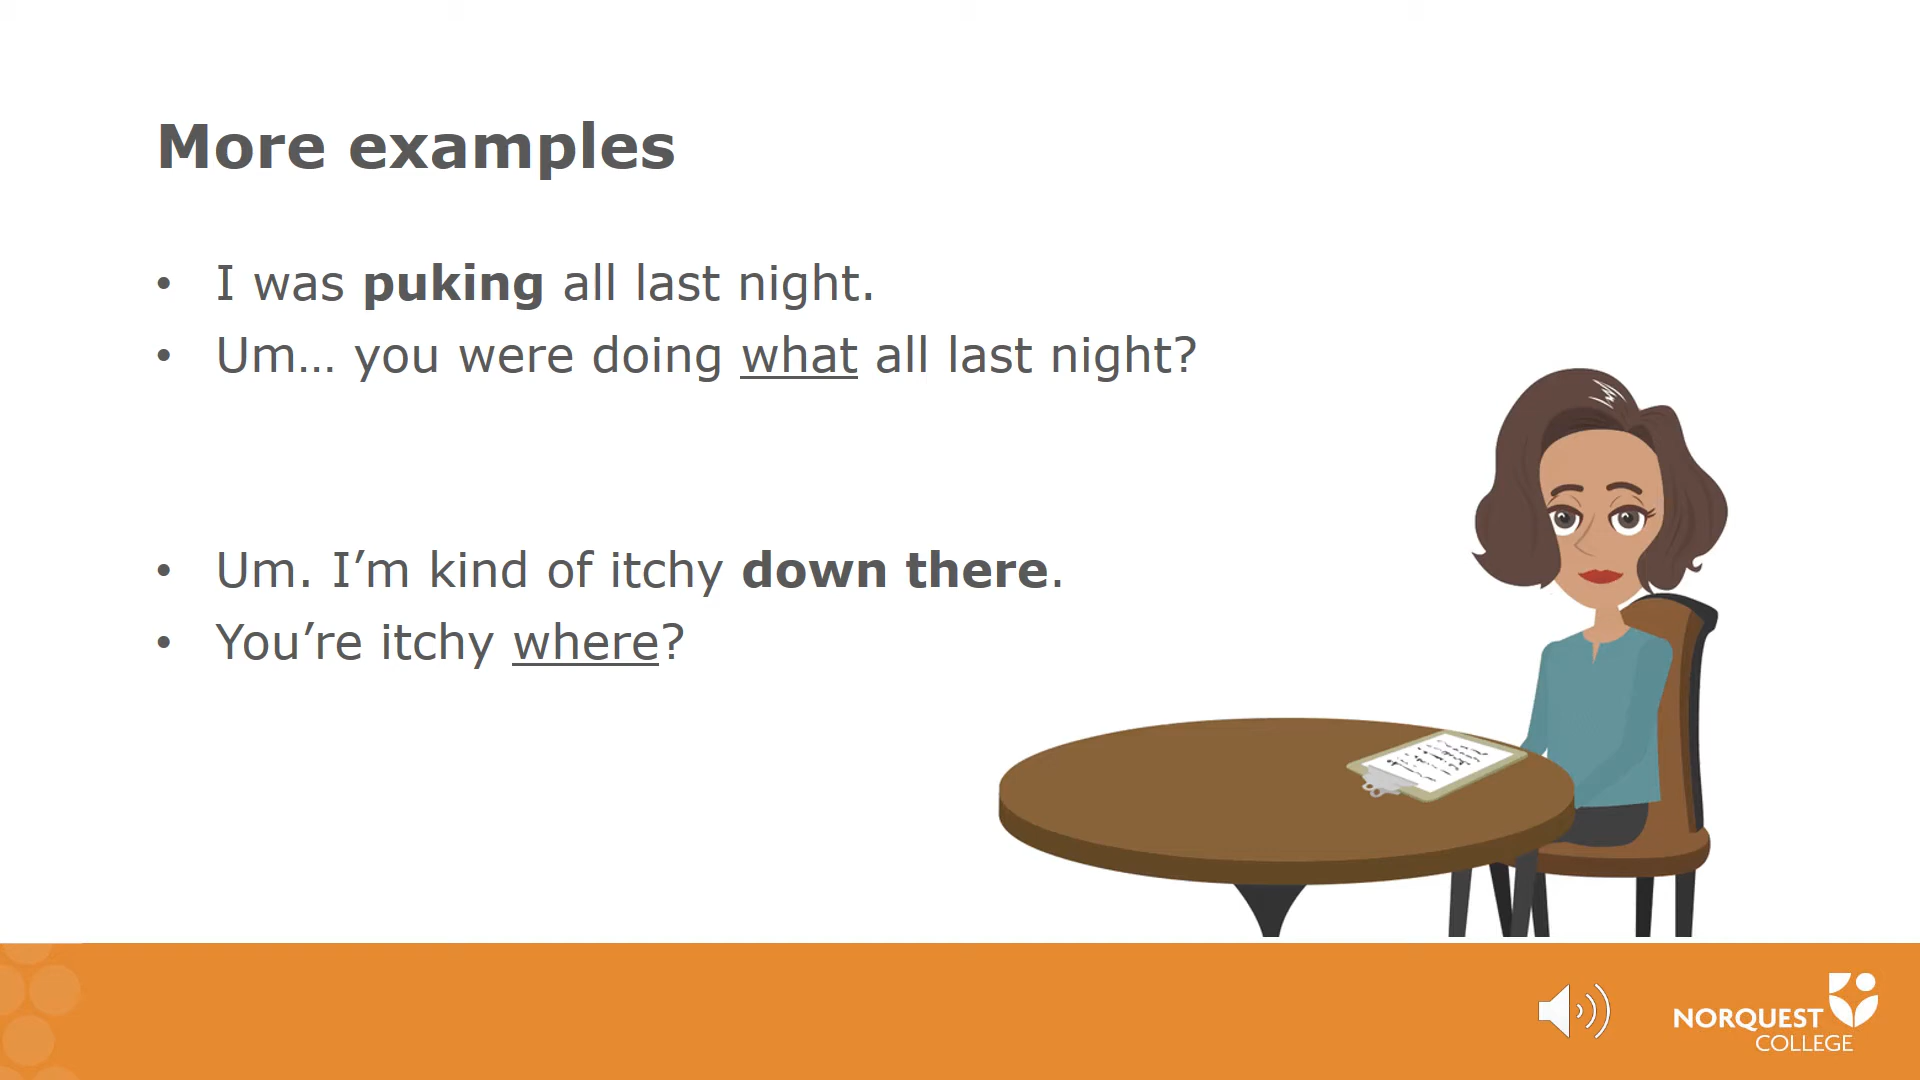 More examples
• I was puking all last night.
• Um… you were doing what all last night?
• Um. I’m kind of itchy down there.
• You’re itchy where?
NORQUEST
COLLEGE